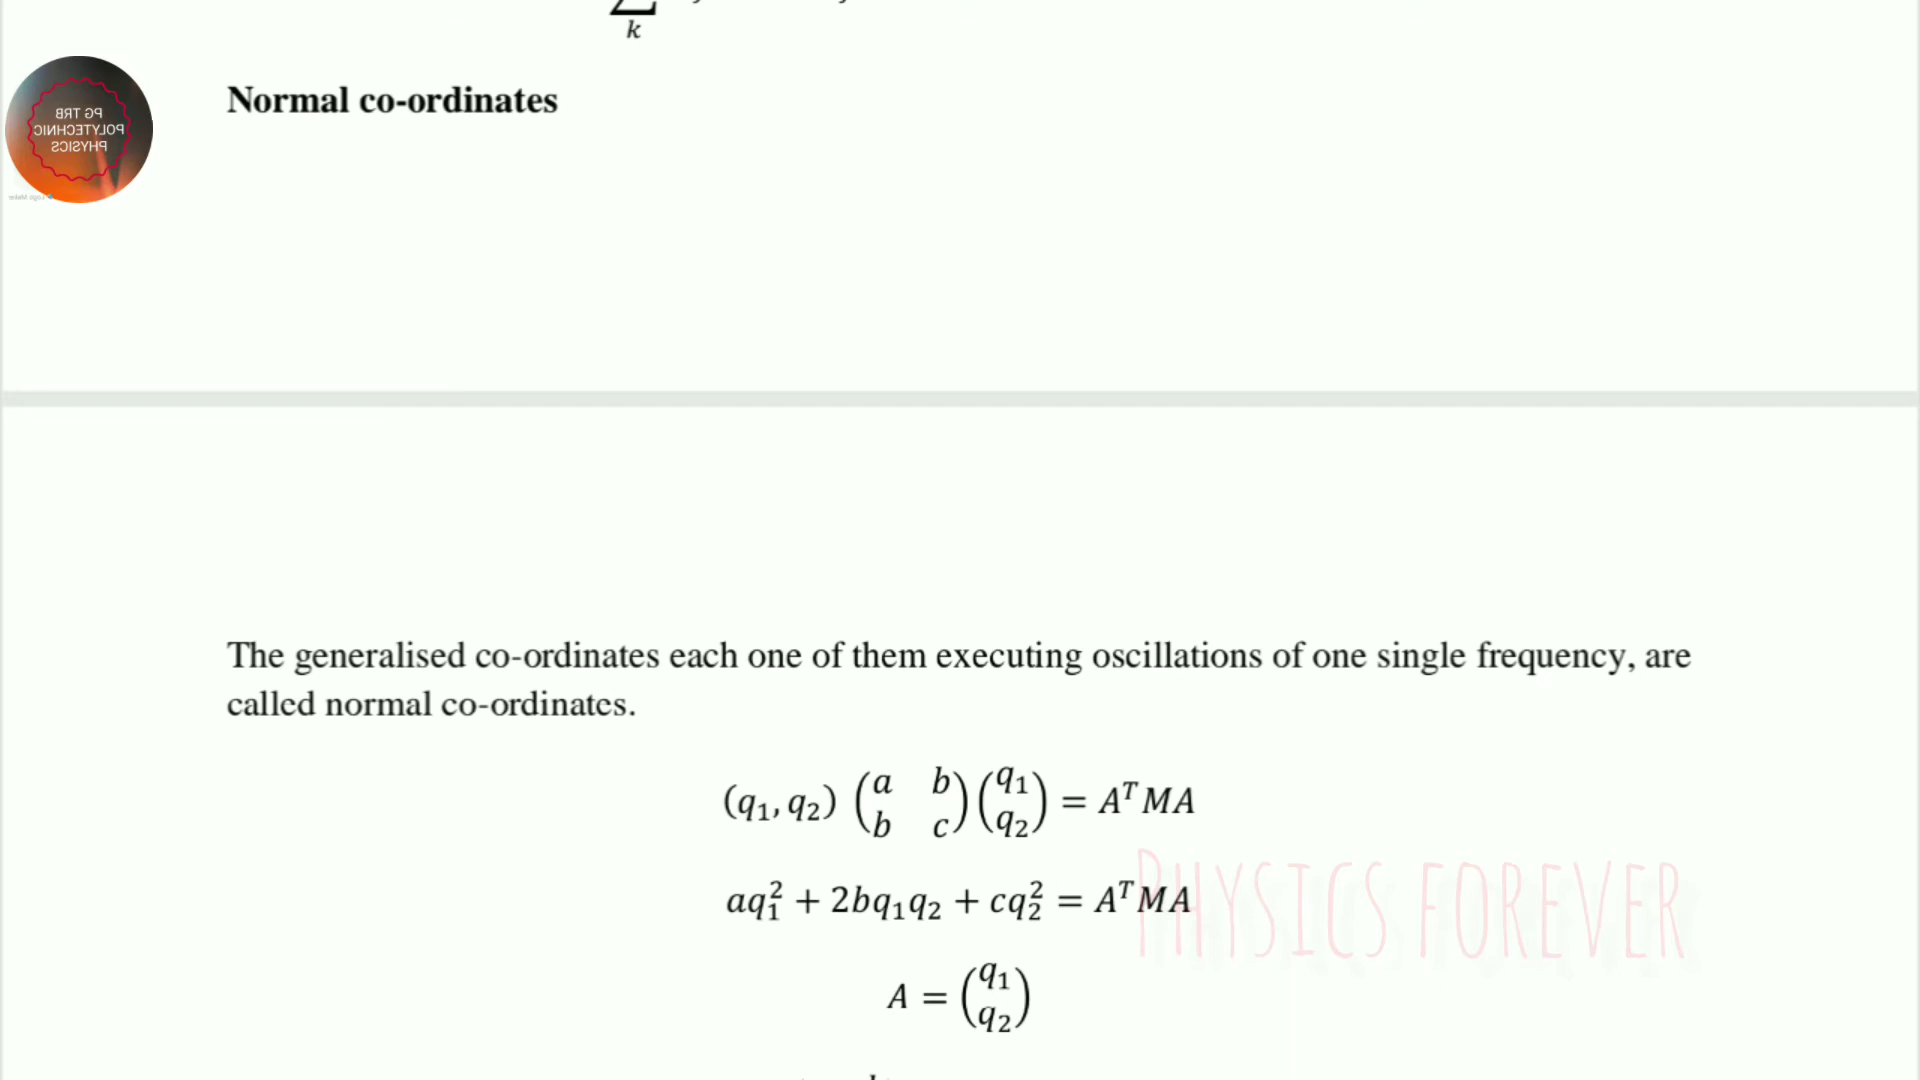 k
Normal co-ordinates
PG TRB
POLYTECHNIC
PHYSICS
The generalised co-ordinates each one of them executing oscillations of one single frequency, are
called normal co-ordinates.
(q₁, q₂) (a b; b c) (q₁; q₂) = AᵀMA
aq₁² + 2bq₁q₂ + cq₂² = AᵀMA
PHYSICS FOREVER
A = (q₁; q₂)